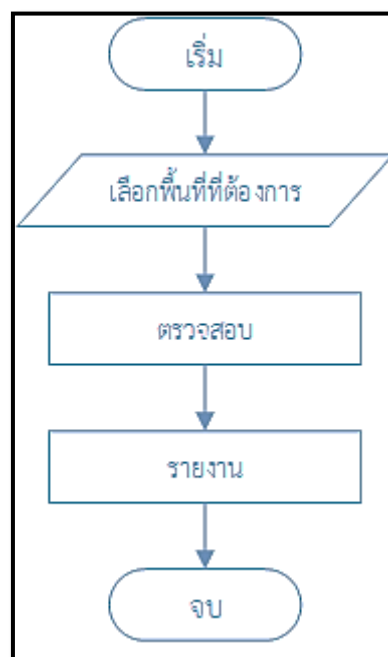 เริ่ม
เลือกพื้นที่ที่ต้องการ
ตรวจสอบ
รายงาน
จบ